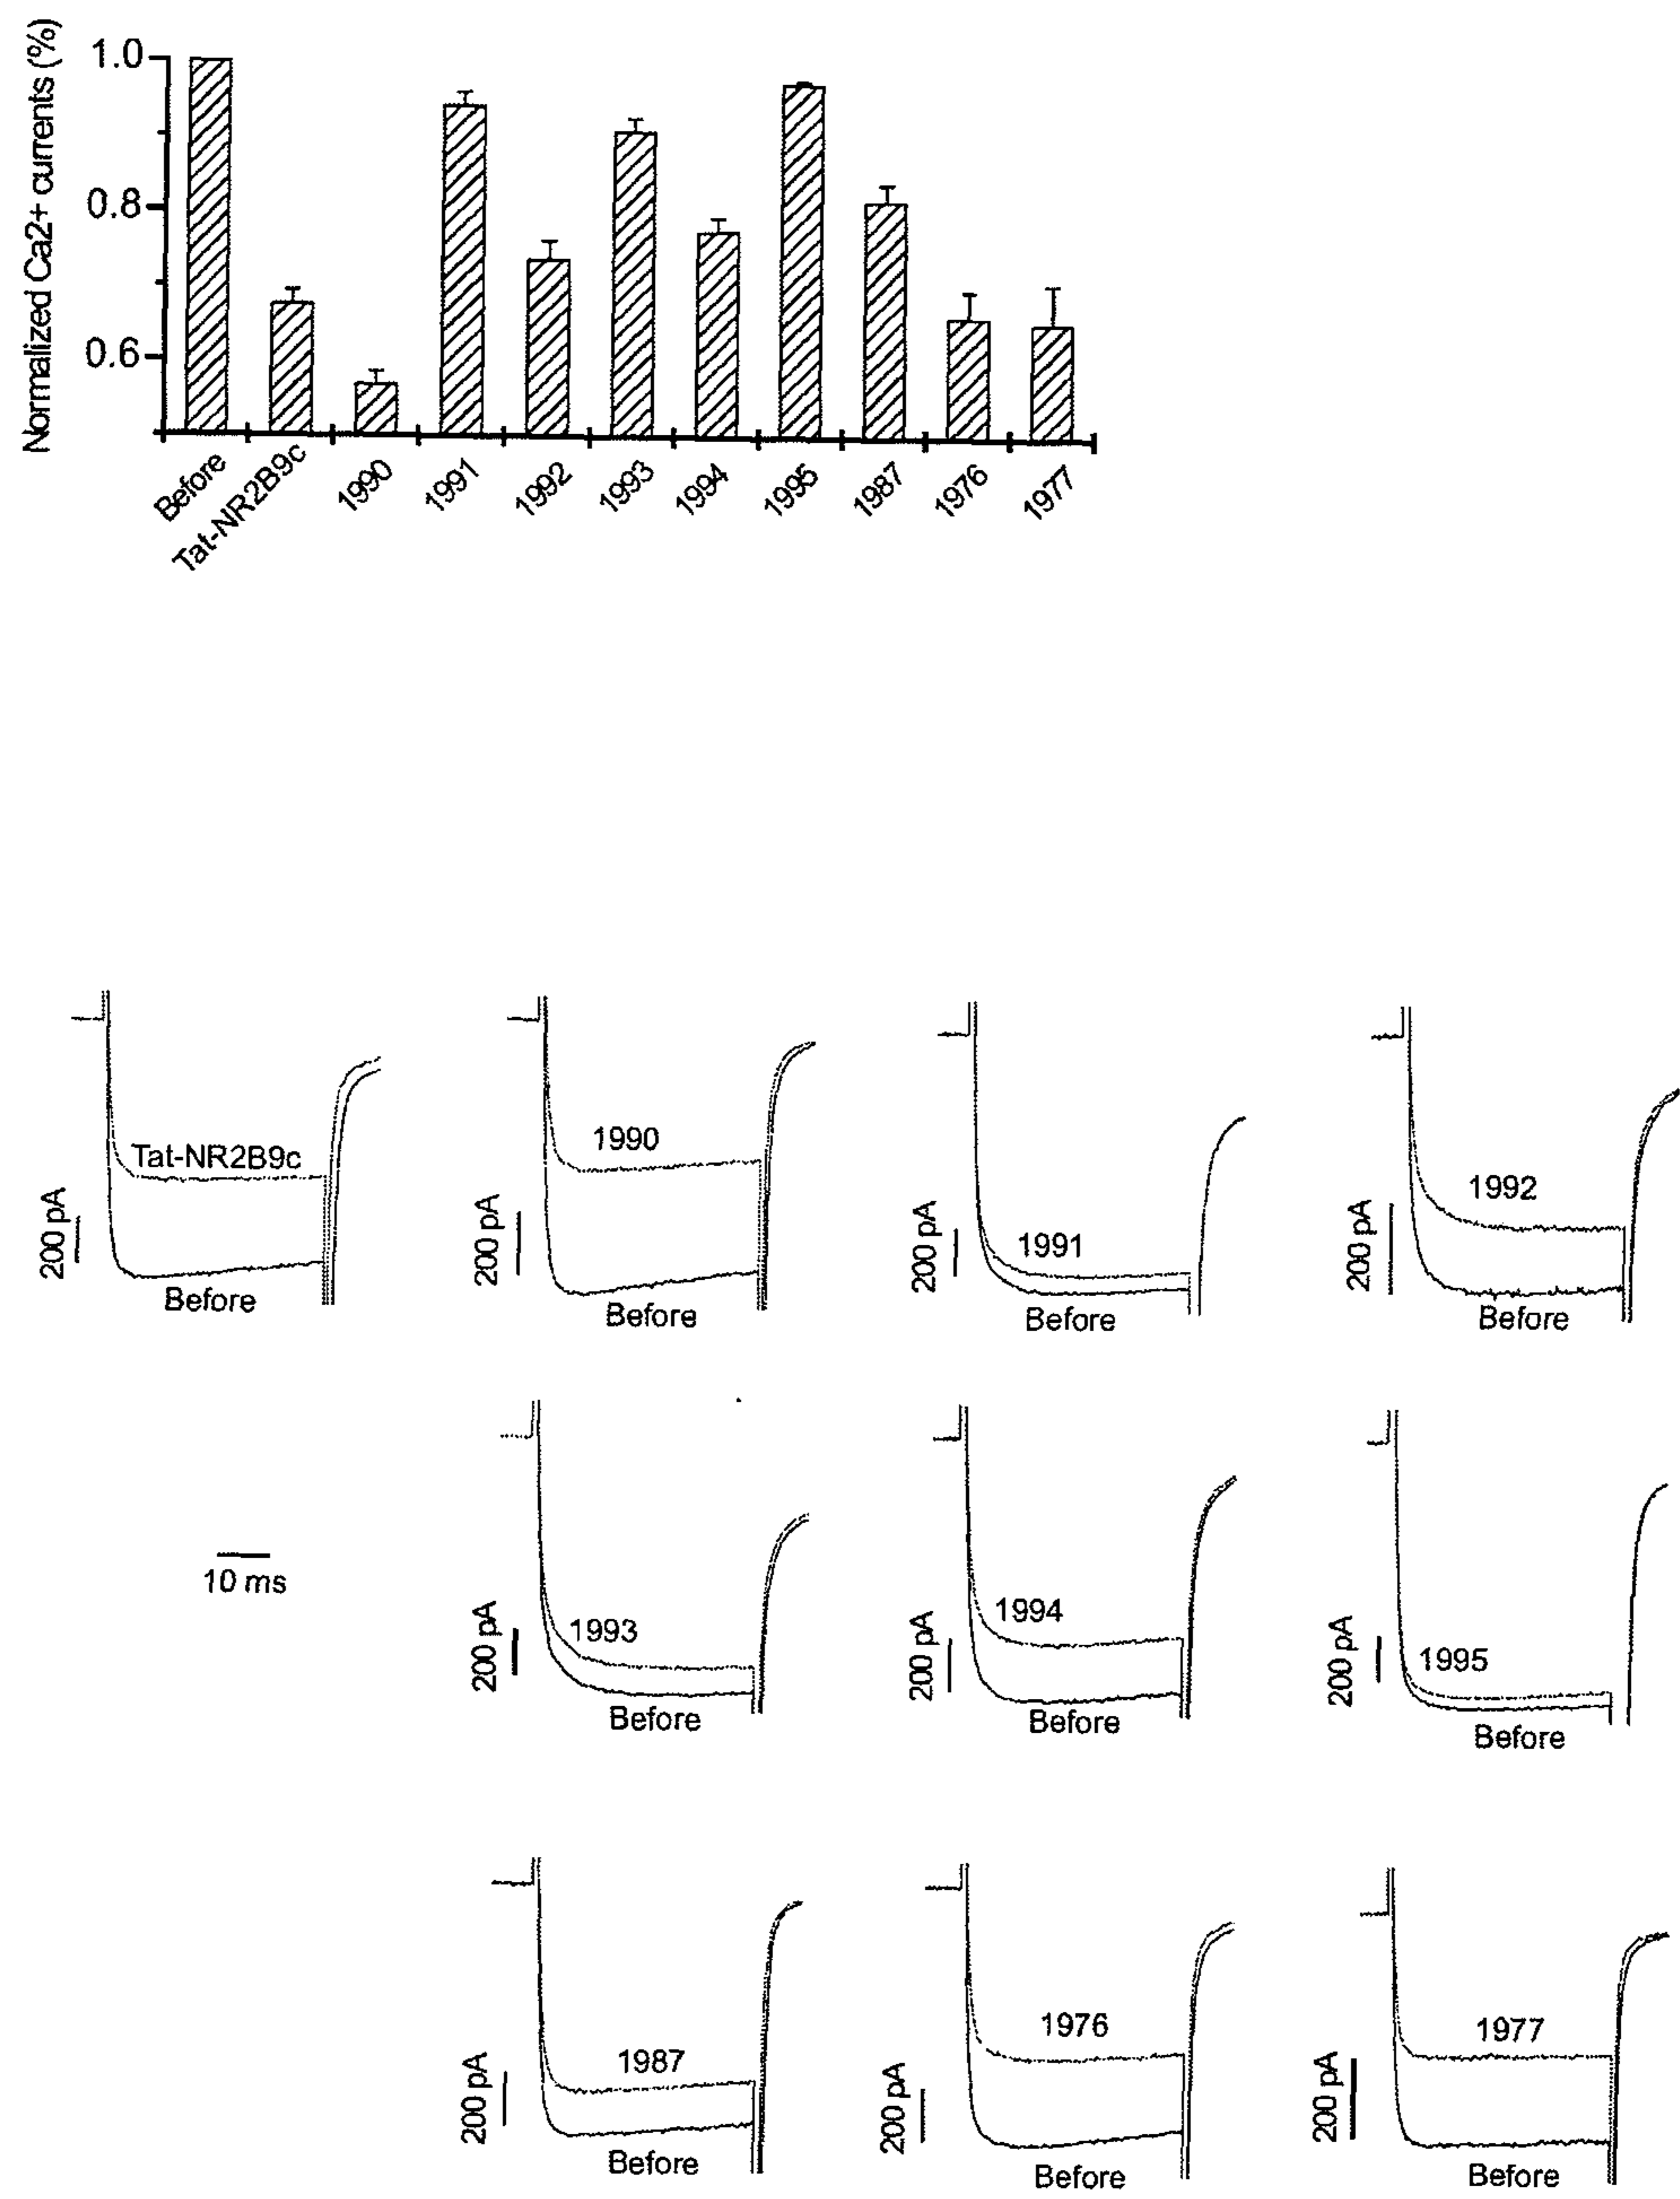 Normalized Ca2+ currents (%)
1.0
0.8
0.6
Before
Tat-NR2B9c
1990
1991
1992
1993
1994
1995
1987
1976
1977
Tat-NR2B9c
200 pA
Before
1990
200 pA
Before
1991
200 pA
Before
1992
200 pA
Before
10 ms
1993
200 pA
Before
1994
200 pA
Before
1995
200 pA
Before
1987
200 pA
Before
1976
200 pA
Before
1977
200 pA
Before